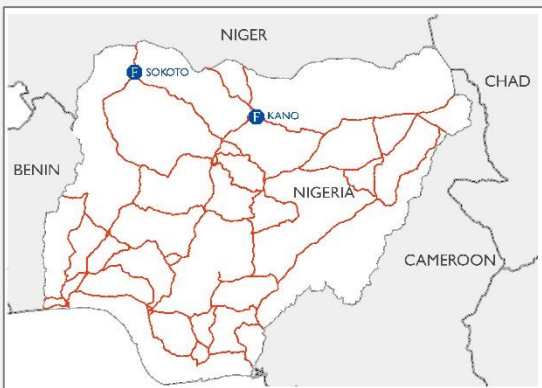 NIGER
F SOKOTO
CHAD
F KANO
BENIN
NIGERIA
CAMEROON